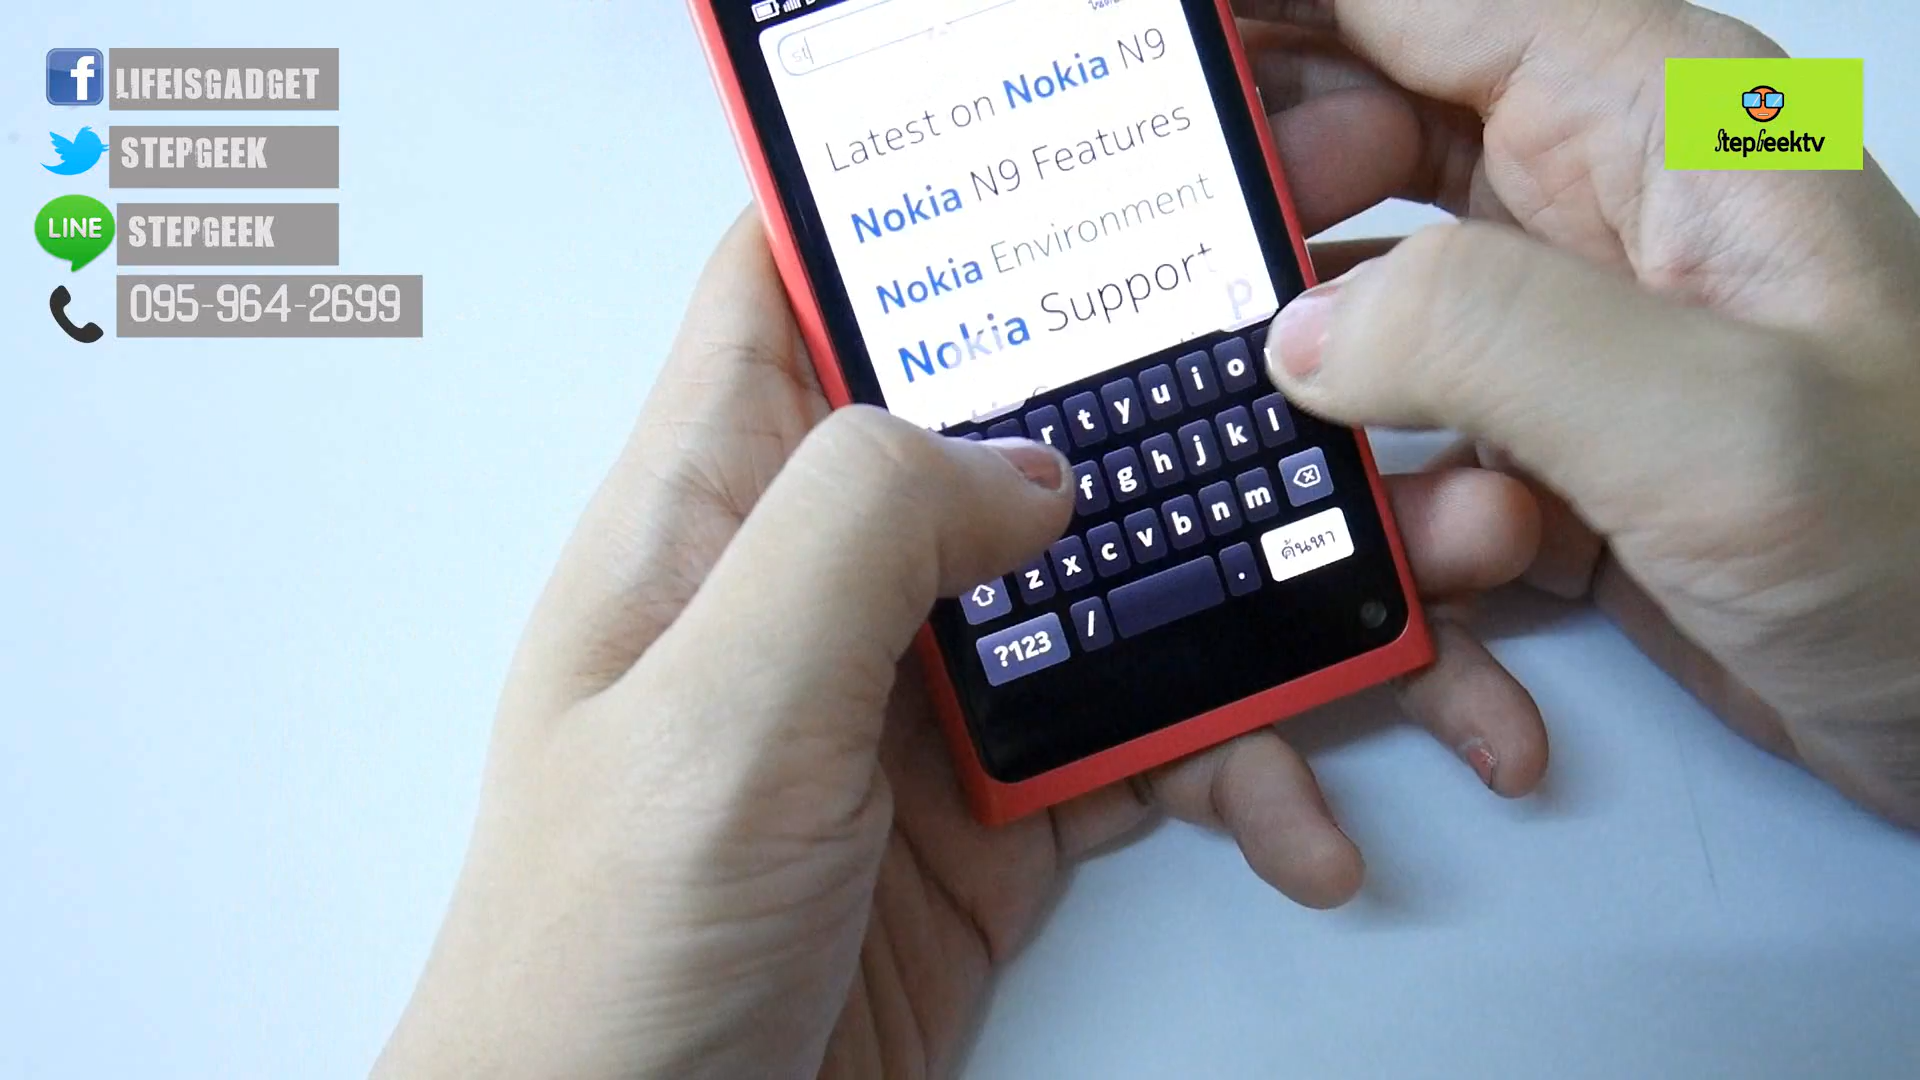 LIFEISGADGET
STEPGEEK
LINE
STEPGEEK
095-964-2699
StepGeektv
st
Latest on Nokia N9
Nokia N9 Features
Nokia Environment
Nokia Support
P
r t y u i o
f g h j k l
z x c v b n m
?123 / . ค้นหา